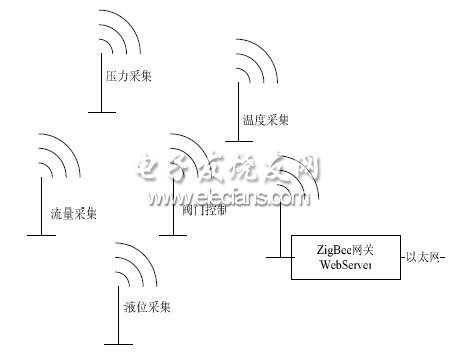 压力采集
温度采集
电子发烧友网
www.elecfans.com
流量采集
阀门控制
ZigBee网关
WebServer
以太网
液位采集